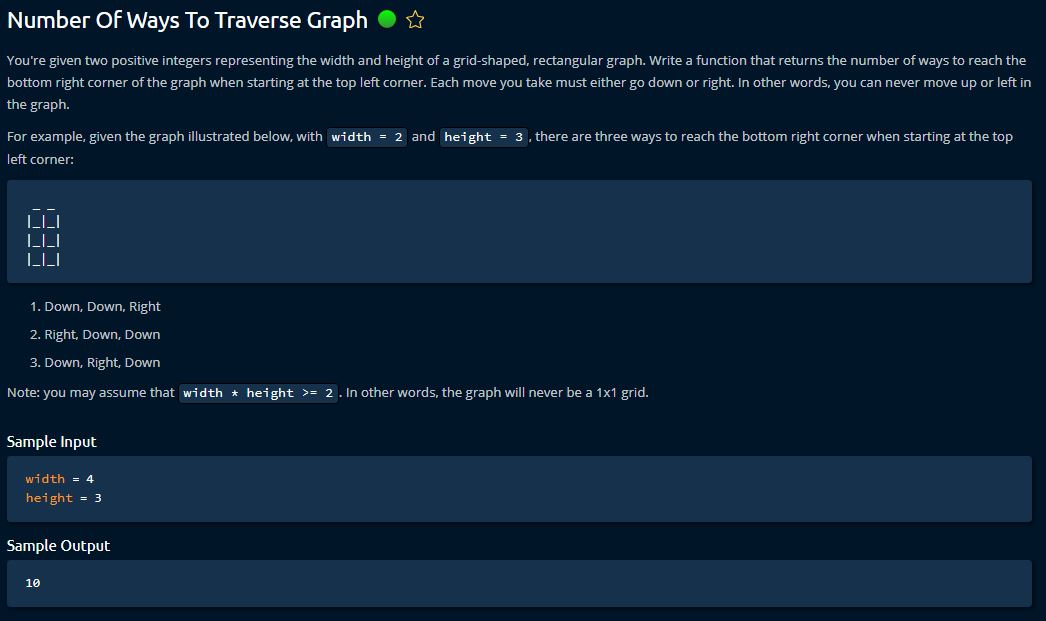 Number Of Ways To Traverse Graph
You're given two positive integers representing the width and height of a grid-shaped, rectangular graph. Write a function that returns the number of ways to reach the
bottom right corner of the graph when starting at the top left corner. Each move you take must either go down or right. In other words, you can never move up or left in
the graph.
For example, given the graph illustrated below, with width = 2 and height = 3, there are three ways to reach the bottom right corner when starting at the top
left corner:
 _ _
|_|_|
|_|_|
|_|_|
1. Down, Down, Right
2. Right, Down, Down
3. Down, Right, Down
Note: you may assume that width * height >= 2. In other words, the graph will never be a 1x1 grid.
Sample Input
width = 4
height = 3
Sample Output
10